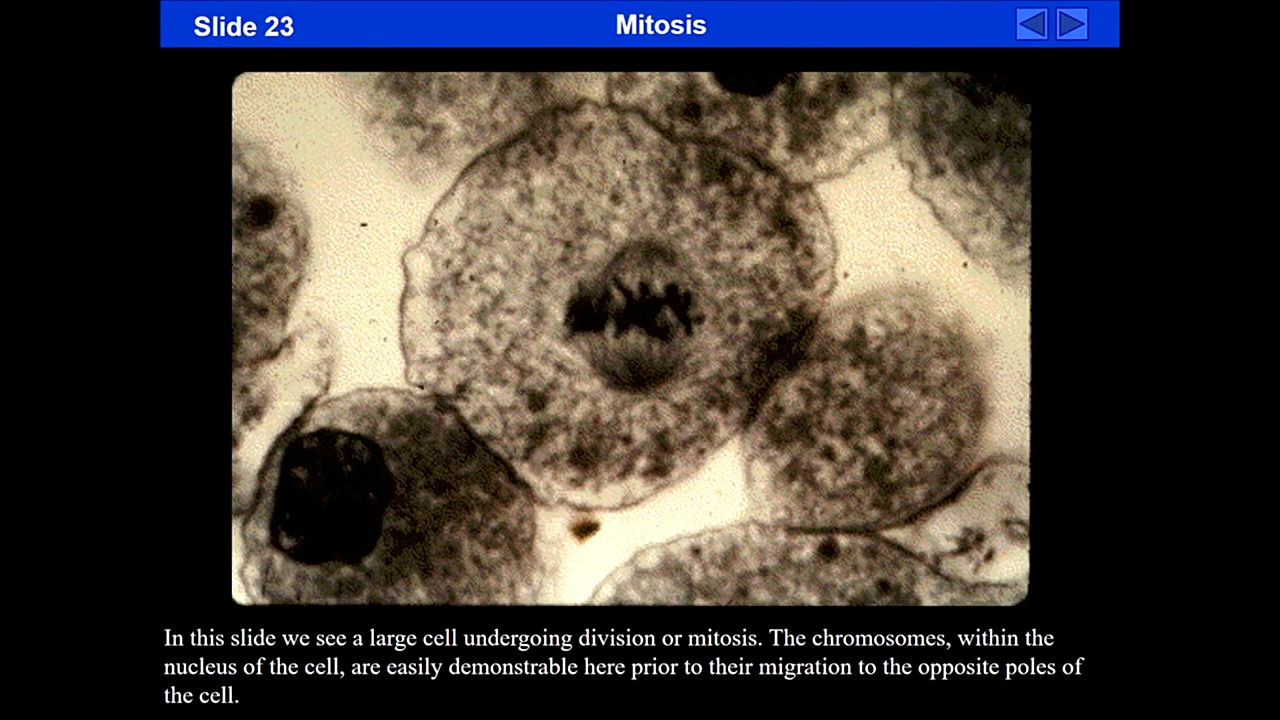 Slide 23
Mitosis
In this slide we see a large cell undergoing division or mitosis. The chromosomes, within the
nucleus of the cell, are easily demonstrable here prior to their migration to the opposite poles of
the cell.